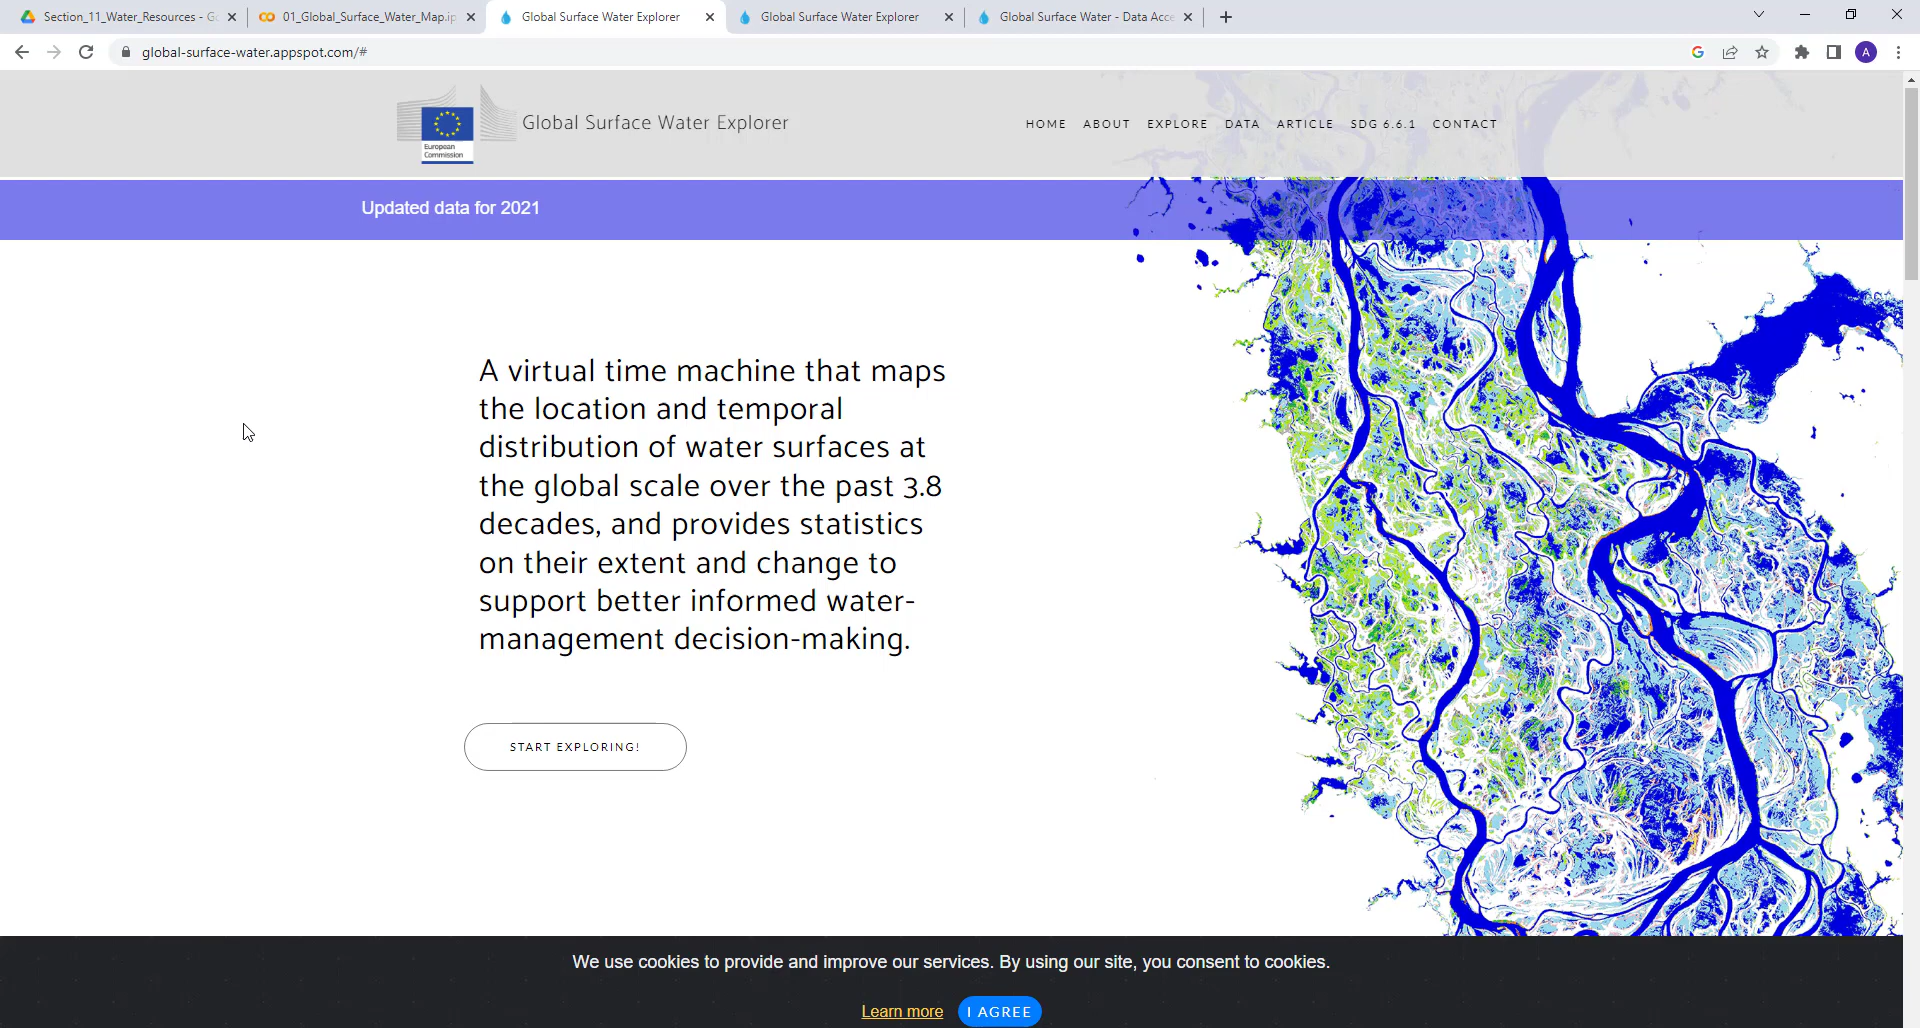 Section_11_Water_Resources - Go
01_Global_Surface_Water_Map.ip
Global Surface Water Explorer
Global Surface Water Explorer
Global Surface Water - Data Acce
global-surface-water.appspot.com/#
A
European
Commission
Global Surface Water Explorer
HOME ABOUT EXPLORE DATA ARTICLE SDG 6.6.1 CONTACT
Updated data for 2021
A virtual time machine that maps
the location and temporal
distribution of water surfaces at
the global scale over the past 3.8
decades, and provides statistics
on their extent and change to
support better informed water-
management decision-making.
START EXPLORING!
We use cookies to provide and improve our services. By using our site, you consent to cookies.
Learn more I AGREE